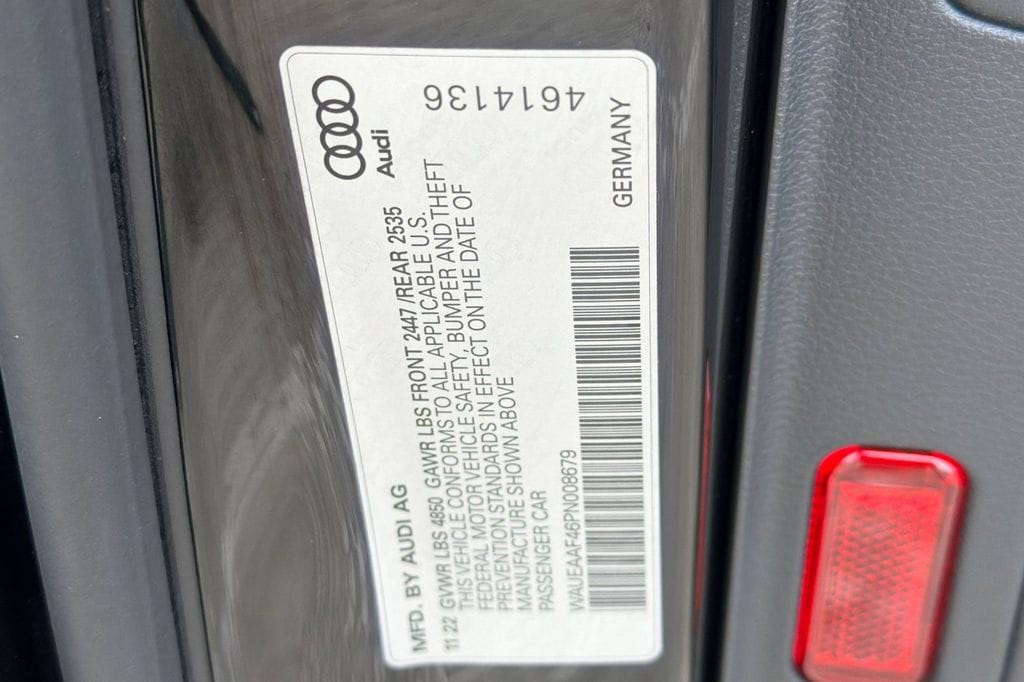 Audi
4614136
MFD. BY AUDI AG
11 22 GVWR LBS 4850 GAWR LBS FRONT 2447/REAR 2535
THIS VEHICLE CONFORMS TO ALL APPLICABLE U.S.
FEDERAL MOTOR VEHICLE SAFETY, BUMPER AND THEFT
PREVENTION STANDARDS IN EFFECT ON THE DATE OF
MANUFACTURE SHOWN ABOVE
PASSENGER CAR
WAUEAAF46PN008679
GERMANY